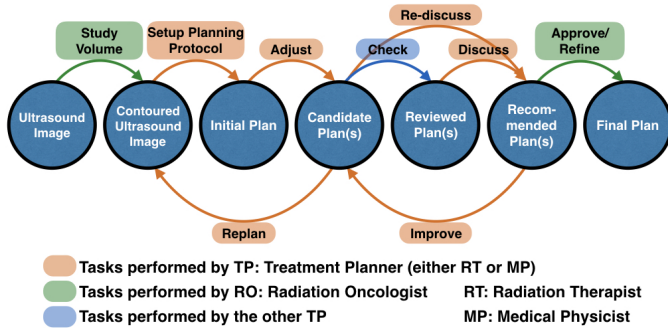 Re-discuss
Study
Volume
Setup Planning
Protocol
Adjust
Check
Discuss
Approve/
Refine
Ultrasound
Image
Contoured
Ultrasound
Image
Initial Plan
Candidate
Plan(s)
Reviewed
Plan(s)
Recom-
mended
Plan(s)
Final Plan
Replan
Improve
Tasks performed by TP: Treatment Planner (either RT or MP)
Tasks performed by RO: Radiation Oncologist
RT: Radiation Therapist
Tasks performed by the other TP
MP: Medical Physicist